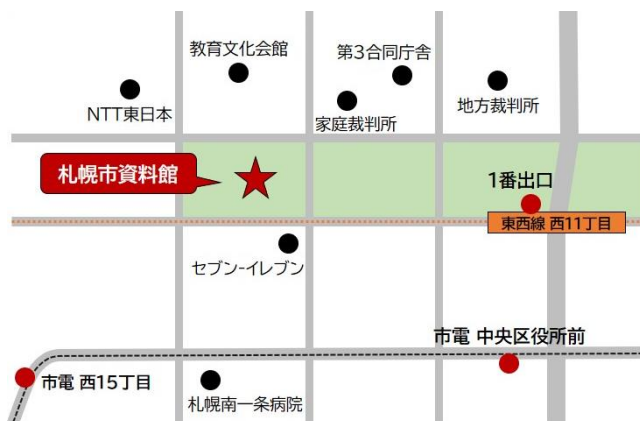 教育文化会館
第3合同庁舎
NTT東日本
家庭裁判所
地方裁判所
札幌市資料館
1番出口
東西線 西11丁目
セブン-イレブン
市電 中央区役所前
市電 西15丁目
札幌南一条病院